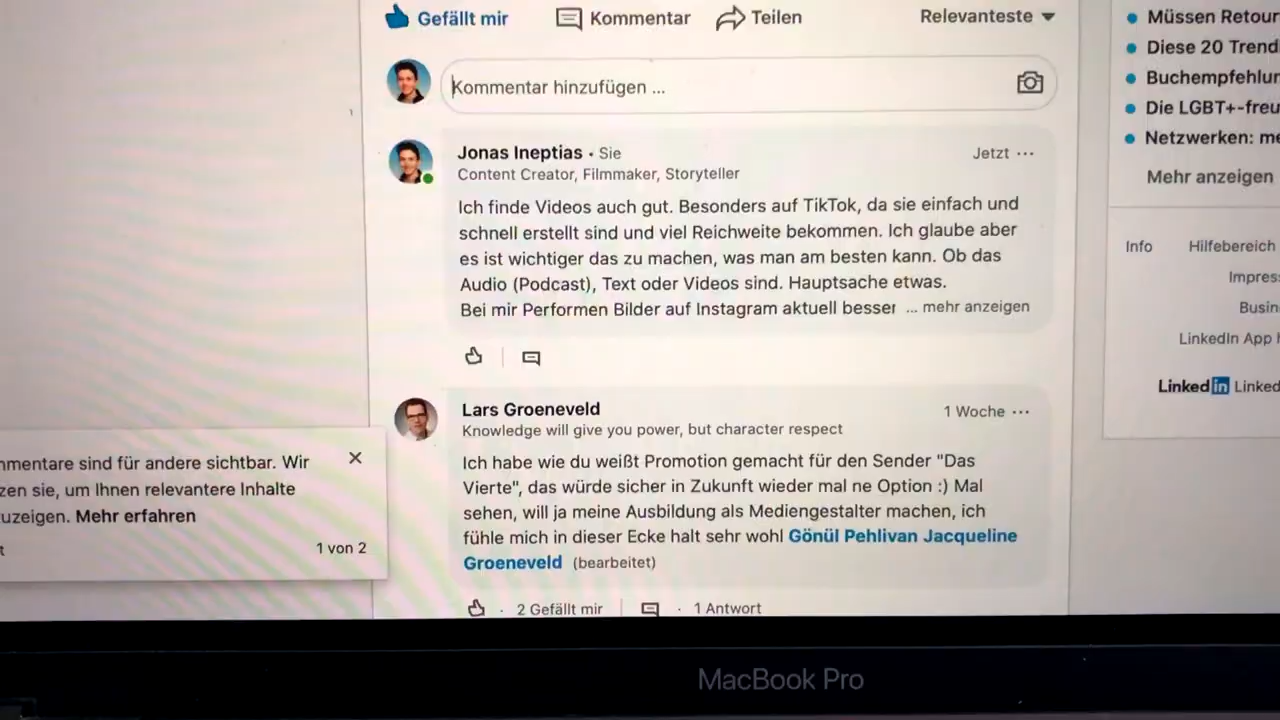 Gefällt mir
Kommentar
Teilen
Relevanteste
Kommentar hinzufügen ...
Jonas Ineptias • Sie
Jetzt ...
Content Creator, Filmmaker, Storyteller
Ich finde Videos auch gut. Besonders auf TikTok, da sie einfach und
schnell erstellt sind und viel Reichweite bekommen. Ich glaube aber
es ist wichtiger das zu machen, was man am besten kann. Ob das
Audio (Podcast), Text oder Videos sind. Hauptsache etwas.
Bei mir Performen Bilder auf Instagram aktuell besser ... mehr anzeigen
Lars Groeneveld
1 Woche ...
Knowledge will give you power, but character respect
Ich habe wie du weißt Promotion gemacht für den Sender "Das
Vierte", das würde sicher in Zukunft wieder mal ne Option :) Mal
sehen, will ja meine Ausbildung als Mediengestalter machen, ich
fühle mich in dieser Ecke halt sehr wohl Gönül Pehlivan Jacqueline
Groeneveld (bearbeitet)
2 Gefällt mir
1 Antwort
mmentare sind für andere sichtbar. Wir
zen sie, um Ihnen relevantere Inhalte
uzeigen. Mehr erfahren
t
1 von 2
Müssen Retour
Diese 20 Trend
Buchempfehlur
Die LGBT+-freu
Netzwerken: me
Mehr anzeigen
Info
Hilfebereich
Impres
Busin
LinkedIn App
LinkedIn Linked
MacBook Pro